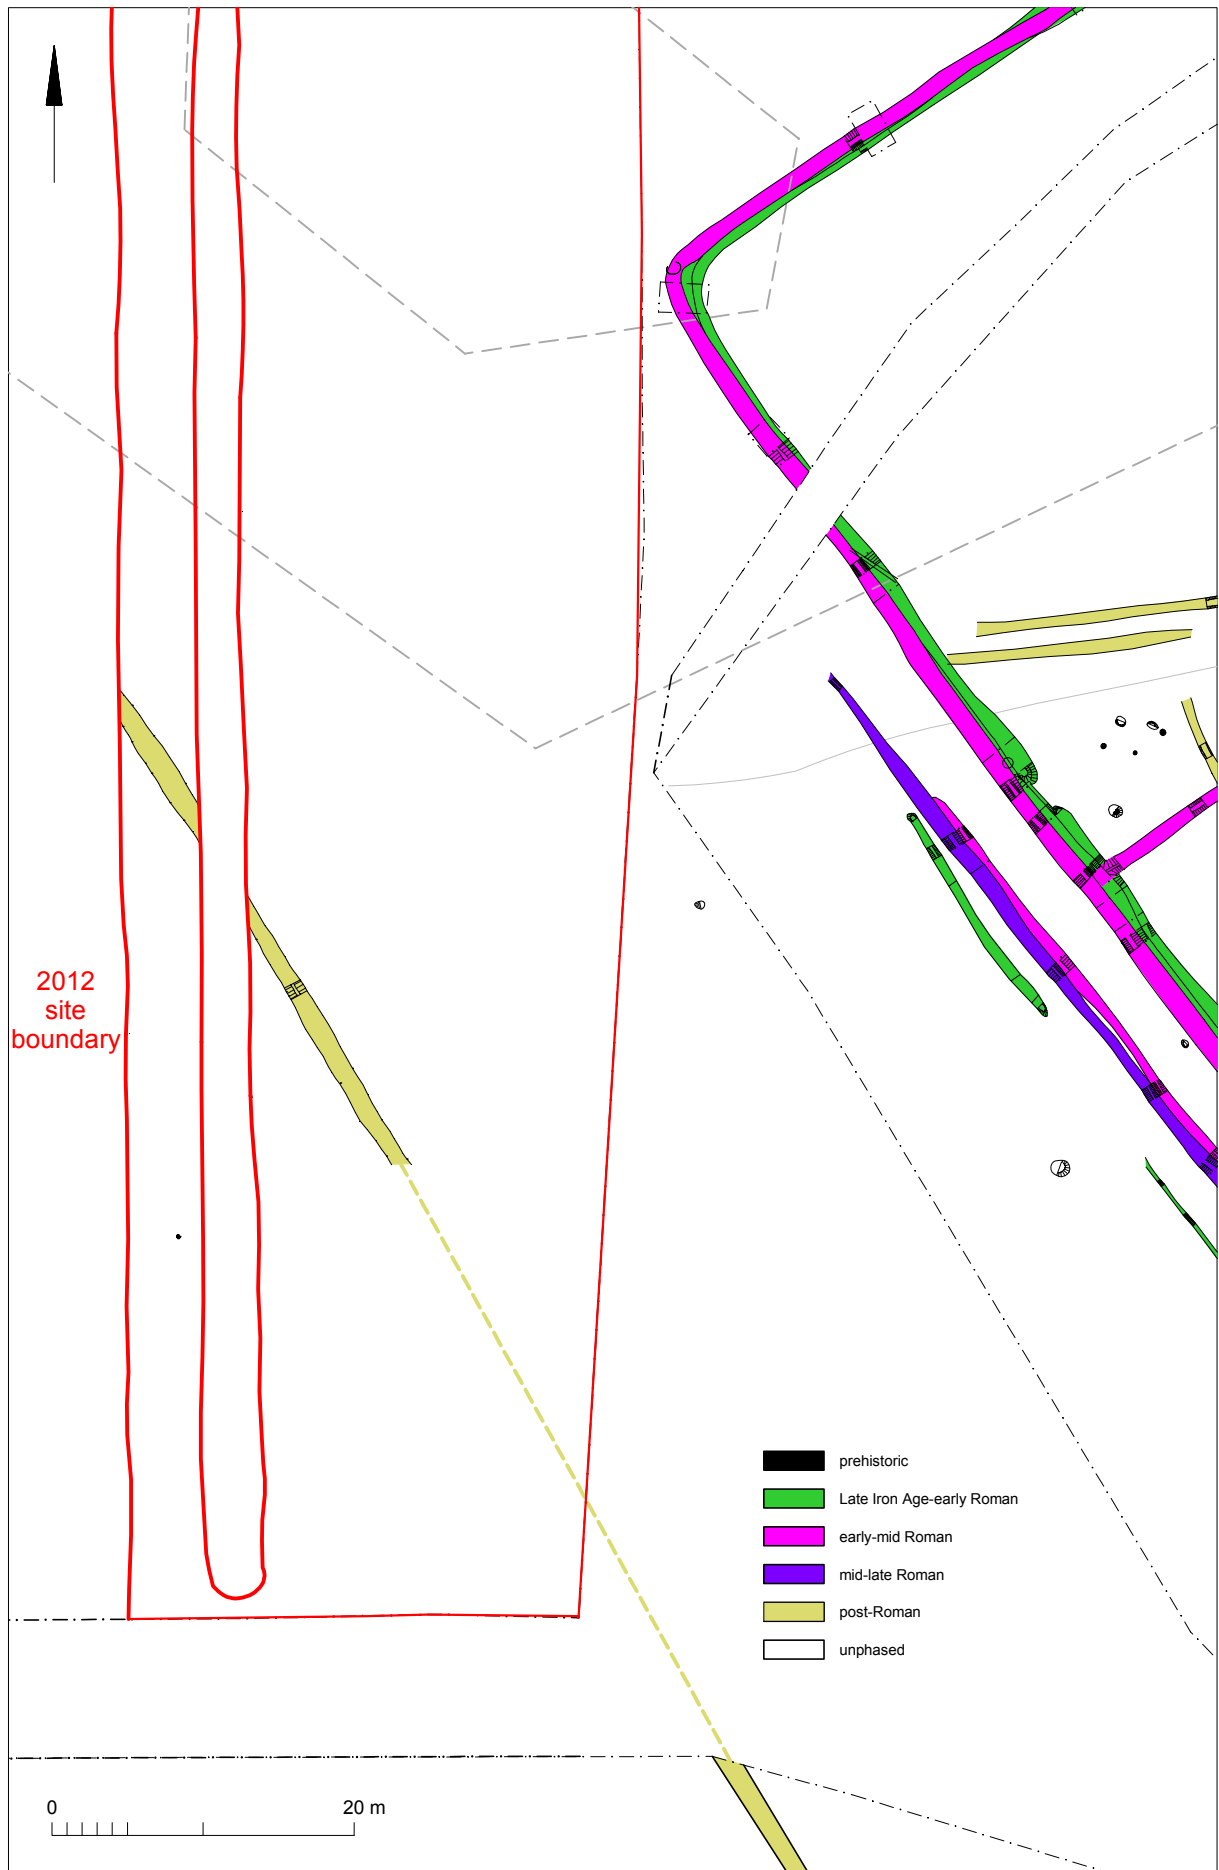 2012
site
boundary
prehistoric
Late Iron Age-early Roman
early-mid Roman
mid-late Roman
post-Roman
unphased
0 20 m